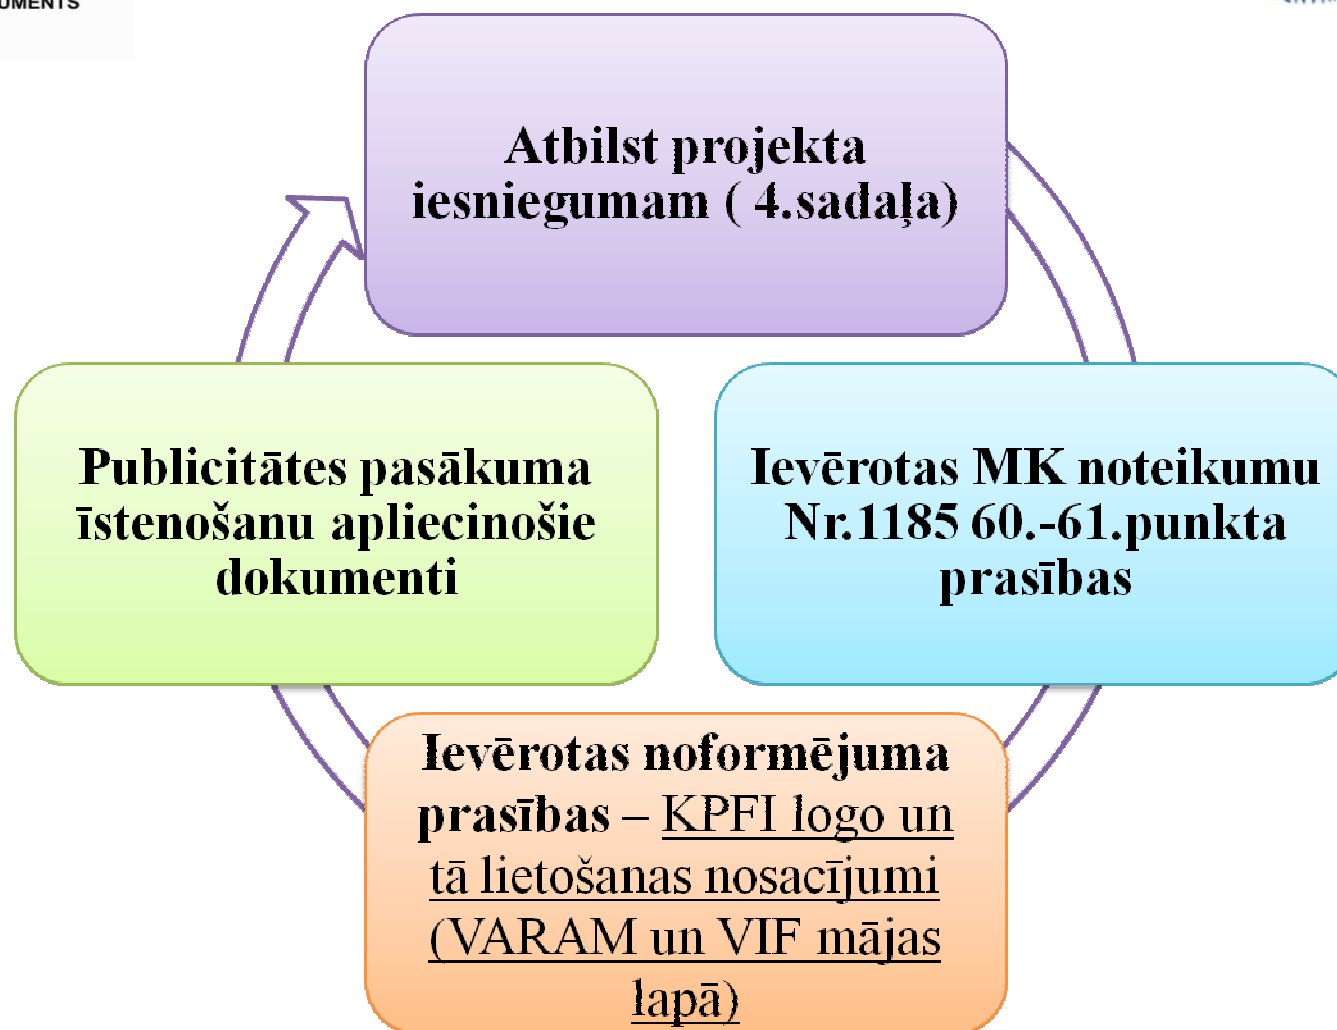 UMENTS
Atbilst projekta
iesniegumam ( 4.sadaļa)
Publicitātes pasākuma
īstenošanu apliecinošie
dokumenti
Ievērotas MK noteikumu
Nr.1185 60.-61.punkta
prasības
Ievērotas noformējuma
prasības – KPFI logo un
tā lietošanas nosacījumi
(VARAM un VIF mājas
lapā)